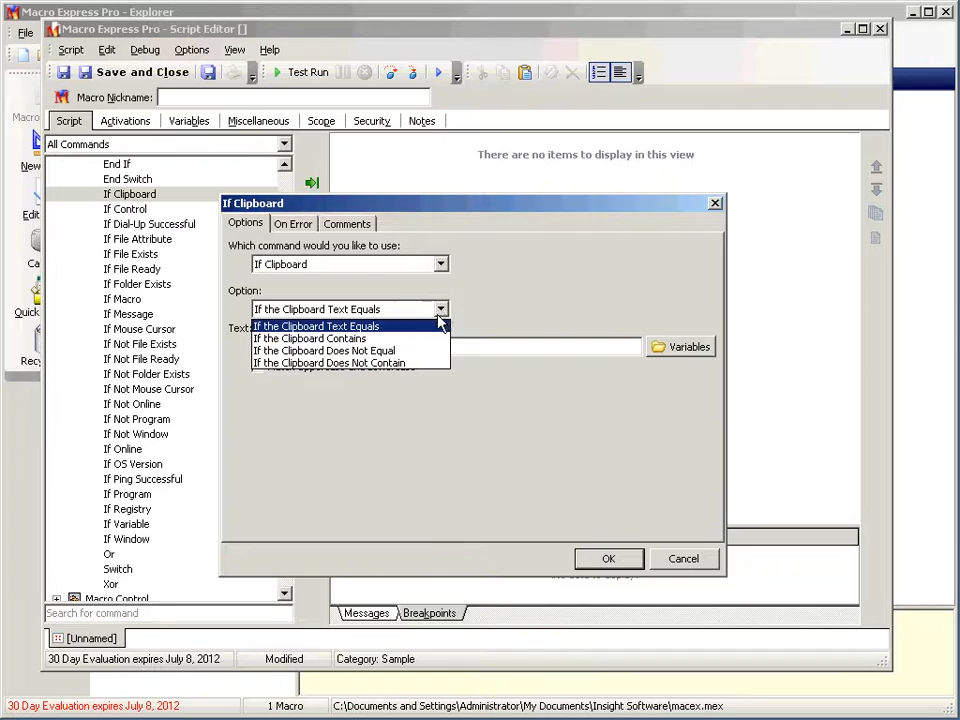 Macro Express Pro - Explorer
Macro Express Pro - Script Editor []
File
Script Edit Debug Options View Help
Save and Close
Test Run
Macro Nickname:
Script Activations Variables Miscellaneous Scope Security Notes
All Commands
There are no items to display in this view
End If
End Switch
If Clipboard
If Control
If Dial-Up Successful
If File Attribute
If File Exists
If File Ready
If Folder Exists
If Macro
If Message
If Mouse Cursor
If Not File Exists
If Not File Ready
If Not Folder Exists
If Not Mouse Cursor
If Not Online
If Not Program
If Not Window
If Online
If OS Version
If Ping Successful
If Program
If Registry
If Variable
If Window
Or
Switch
Xor
Macro Control
Search for command
If Clipboard
Options On Error Comments
Which command would you like to use:
If Clipboard
Option:
If the Clipboard Text Equals
If the Clipboard Text Equals
Text:
If the Clipboard Contains
Variables
If the Clipboard Does Not Equal
If the Clipboard Does Not Contain
OK Cancel
Messages Breakpoints
[Unnamed]
30 Day Evaluation expires July 8, 2012 Modified Category: Sample
30 Day Evaluation expires July 8, 2012 1 Macro C:\Documents and Settings\Administrator\My Documents\Insight Software\macex.mex